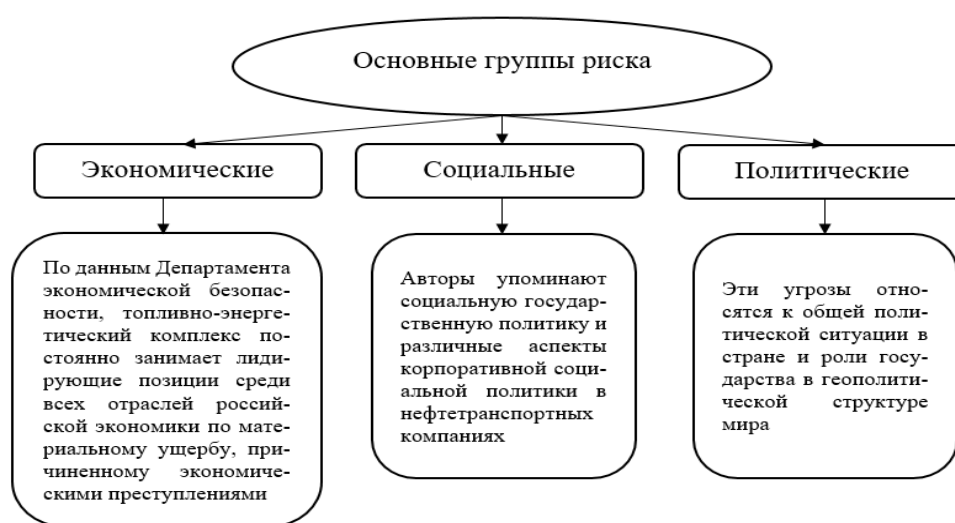 Основные группы риска
Экономические
Социальные
Политические
По данным Департамента
экономической безопас-
ности, топливно-энерге-
тический комплекс по-
стоянно занимает лиди-
рующие позиции среди
всех отраслей россий-
ской экономики по мате-
риальному ущербу, при-
чиненному экономиче-
скими преступлениями
Авторы упоминают
социальную государ-
ственную политику и
различные аспекты
корпоративной соци-
альной политики в
нефтетранспортных
компаниях
Эти угрозы отно-
сятся к общей поли-
тической ситуации в
стране и роли госу-
дарства в геополити-
ческой структуре
мира